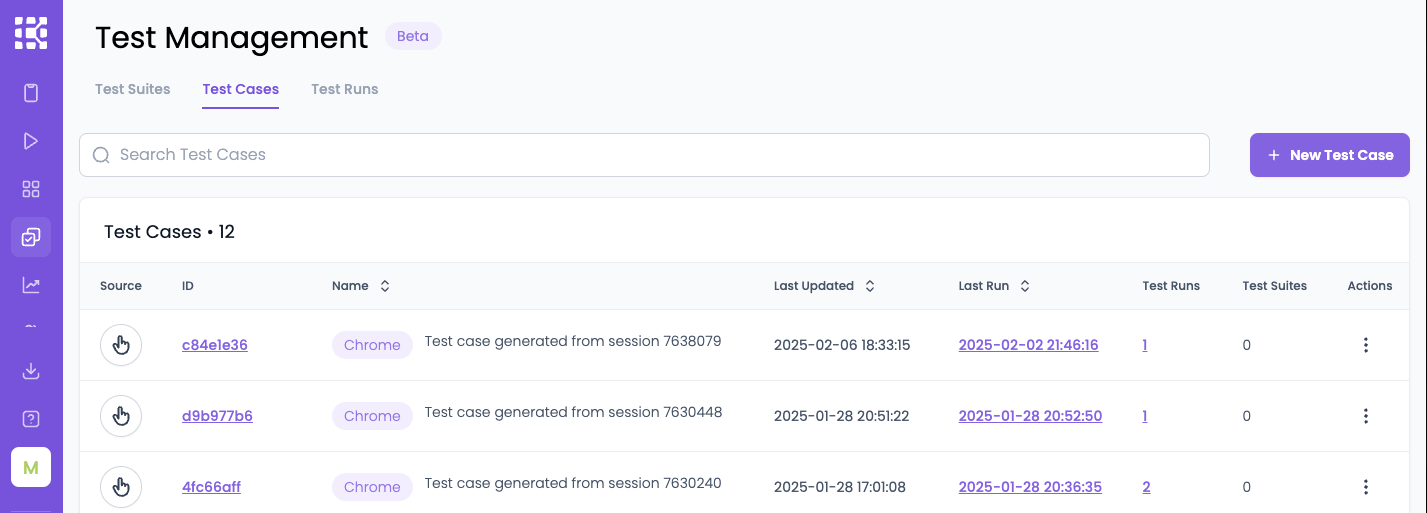 Test Management Beta
Test Suites Test Cases Test Runs
Search Test Cases
+ New Test Case
Test Cases • 12
Source ID Name Last Updated Last Run Test Runs Test Suites Actions
c84e1e36 Chrome Test case generated from session 7638079 2025-02-06 18:33:15 2025-02-02 21:46:16 1 0
d9b977b6 Chrome Test case generated from session 7630448 2025-01-28 20:51:22 2025-01-28 20:52:50 1 0
4fc66aff Chrome Test case generated from session 7630240 2025-01-28 17:01:08 2025-01-28 20:36:35 2 0
M